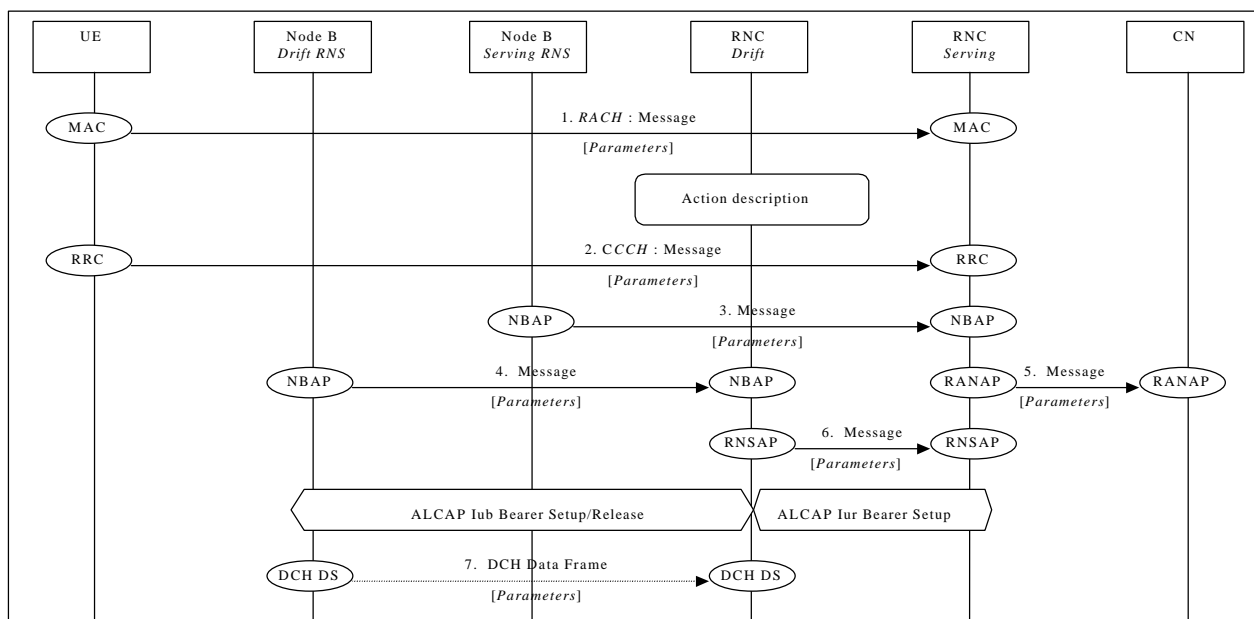 UE
Node B
Drift RNS
Node B
Serving RNS
RNC
Drift
RNC
Serving
CN
MAC
1. RACH : Message
[Parameters]
MAC
Action description
RRC
2. CCCH : Message
[Parameters]
RRC
NBAP
3. Message
[Parameters]
NBAP
NBAP
4. Message
[Parameters]
NBAP
RANAP
5. Message
[Parameters]
RANAP
RNSAP
6. Message
[Parameters]
RNSAP
ALCAP Iub Bearer Setup/Release
ALCAP Iur Bearer Setup
DCH DS
7. DCH Data Frame
[Parameters]
DCH DS